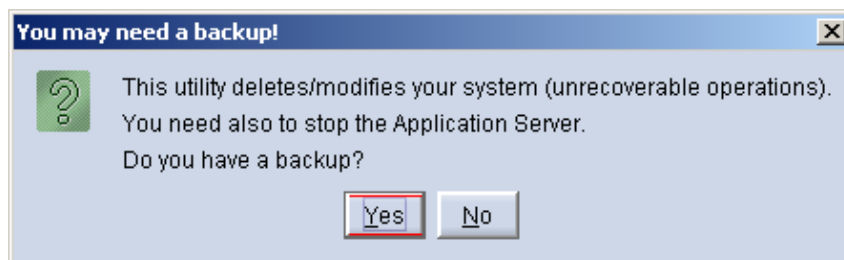 You may need a backup!
This utility deletes/modifies your system (unrecoverable operations).
You need also to stop the Application Server.
Do you have a backup?
Yes No